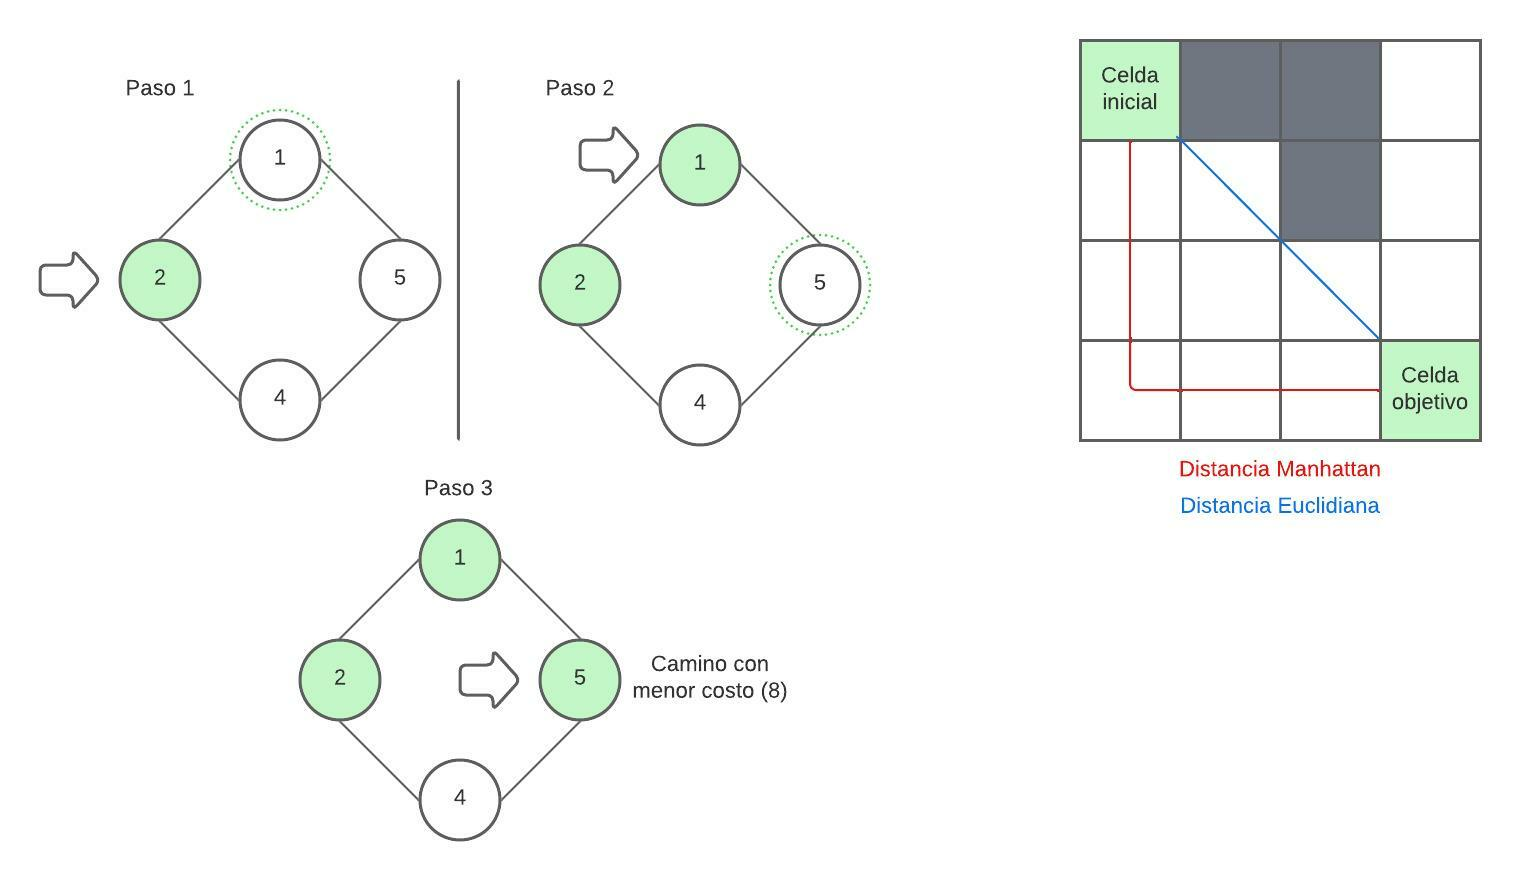 Paso 1
1
2
5
4
Paso 2
1
2
5
4
Paso 3
1
2
5
4
Camino con
menor costo (8)
Celda
inicial
Celda
objetivo
Distancia Manhattan
Distancia Euclidiana